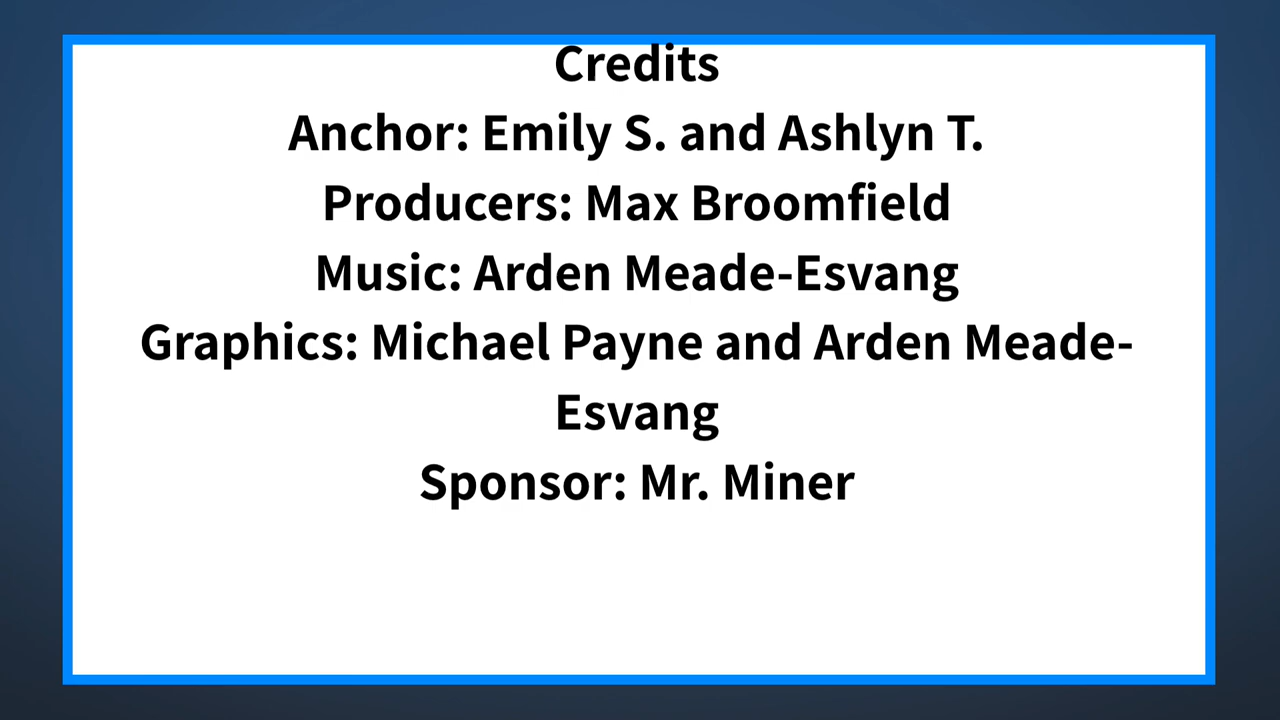 Credits
Anchor: Emily S. and Ashlyn T.
Producers: Max Broomfield
Music: Arden Meade-Esvang
Graphics: Michael Payne and Arden Meade-
Esvang
Sponsor: Mr. Miner